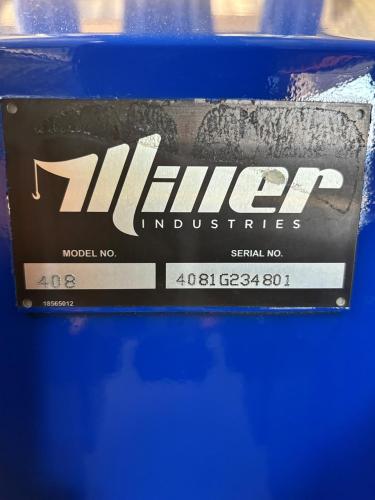 Miller
INDUSTRIES
MODEL NO. SERIAL NO.
408 4081G234801
18565012